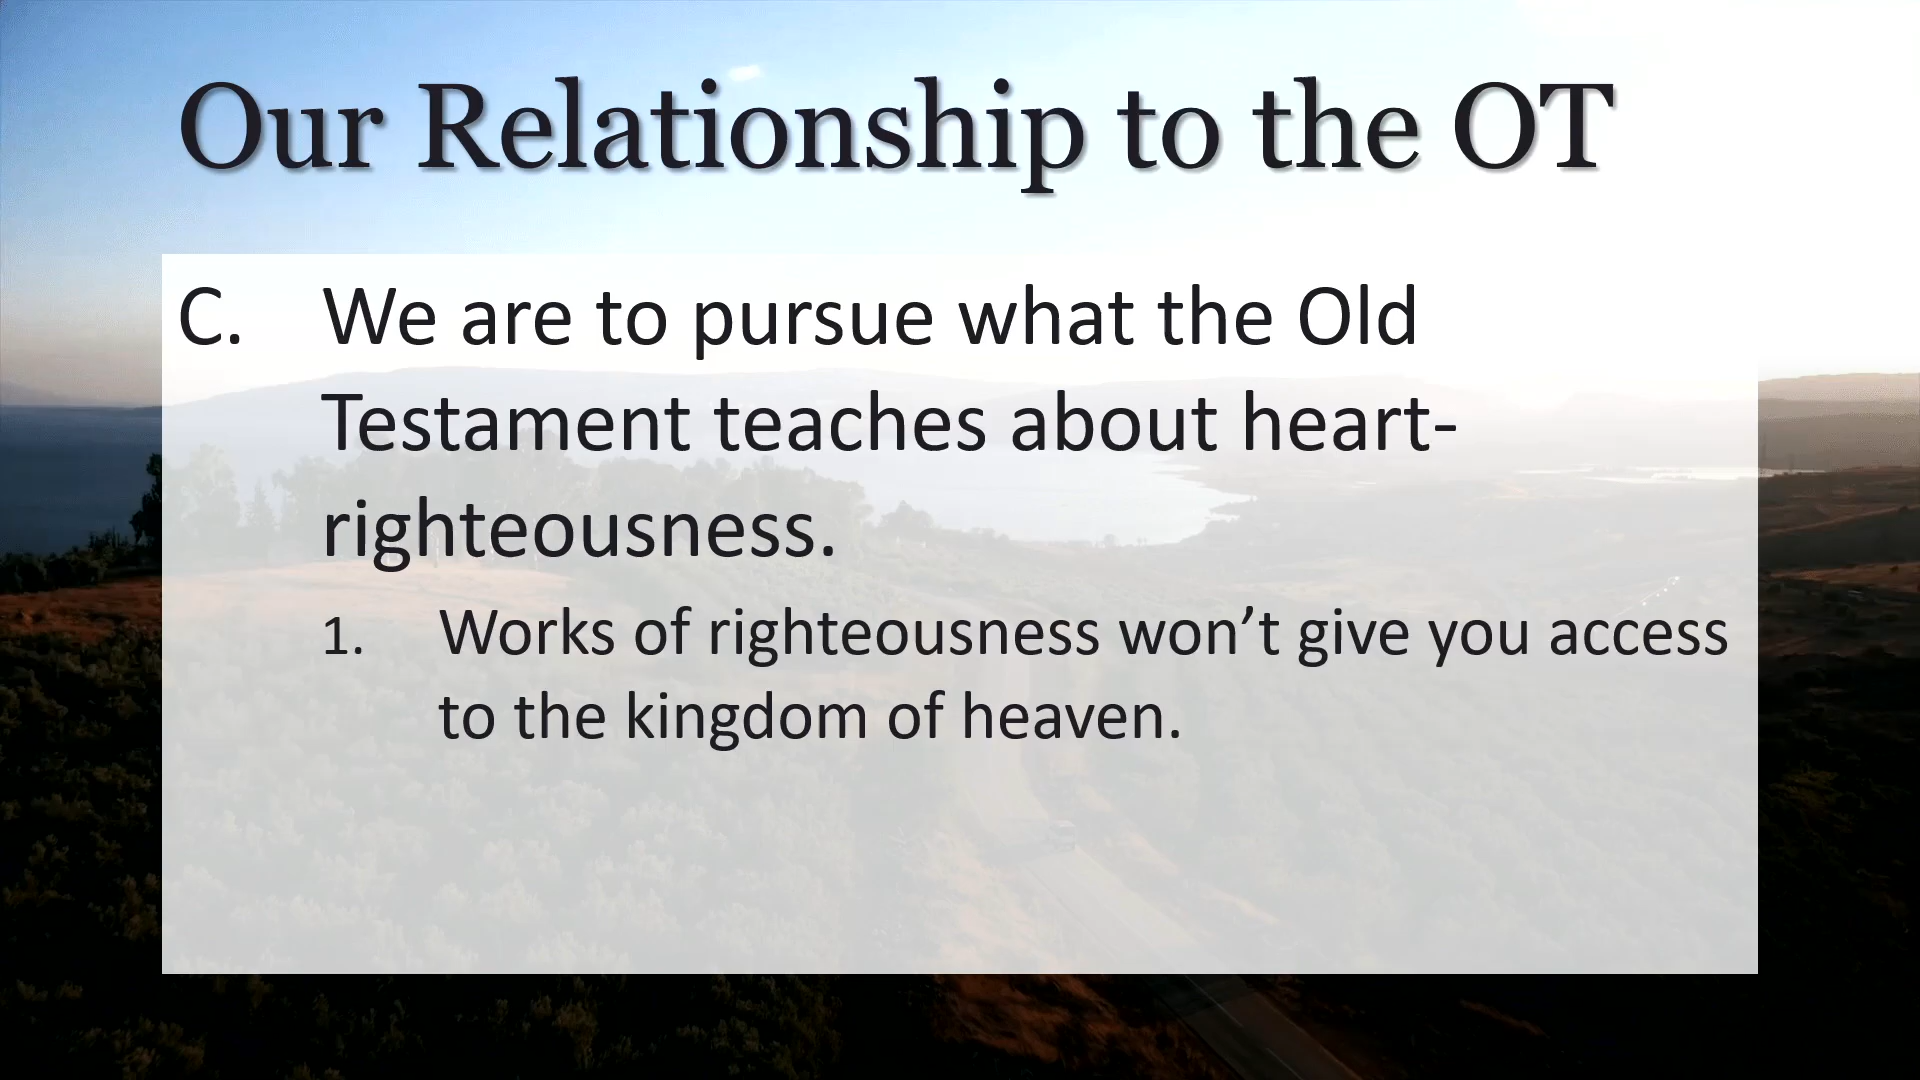 Our Relationship to the OT
C. We are to pursue what the Old
Testament teaches about heart-
righteousness.
1. Works of righteousness won’t give you access
to the kingdom of heaven.